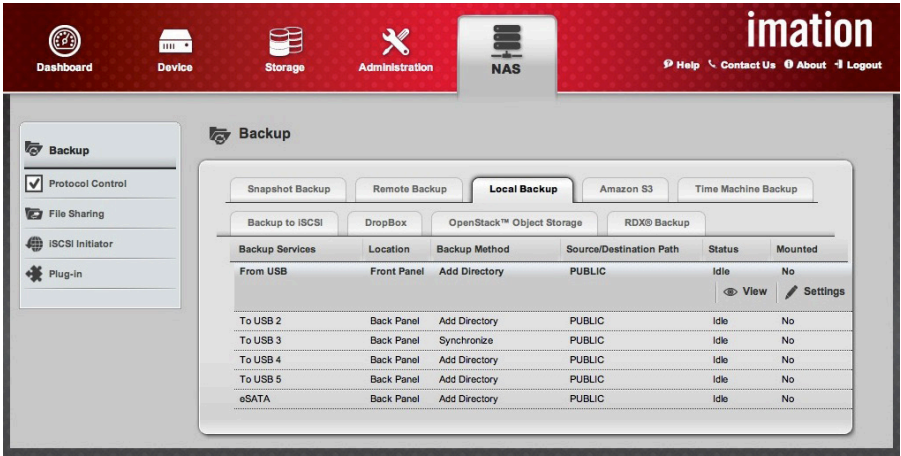 imation
Dashboard Device Storage Administration NAS
Help Contact Us About Logout
Backup
Protocol Control
File Sharing
iSCSI Initiator
Plug-in
Backup
Snapshot Backup Remote Backup Local Backup Amazon S3 Time Machine Backup
Backup to iSCSI DropBox OpenStack™ Object Storage RDX® Backup
Backup Services Location Backup Method Source/Destination Path Status Mounted
From USB Front Panel Add Directory PUBLIC Idle No
View Settings
To USB 2 Back Panel Add Directory PUBLIC Idle No
To USB 3 Back Panel Synchronize PUBLIC Idle No
To USB 4 Back Panel Add Directory PUBLIC Idle No
To USB 5 Back Panel Add Directory PUBLIC Idle No
eSATA Back Panel Add Directory PUBLIC Idle No